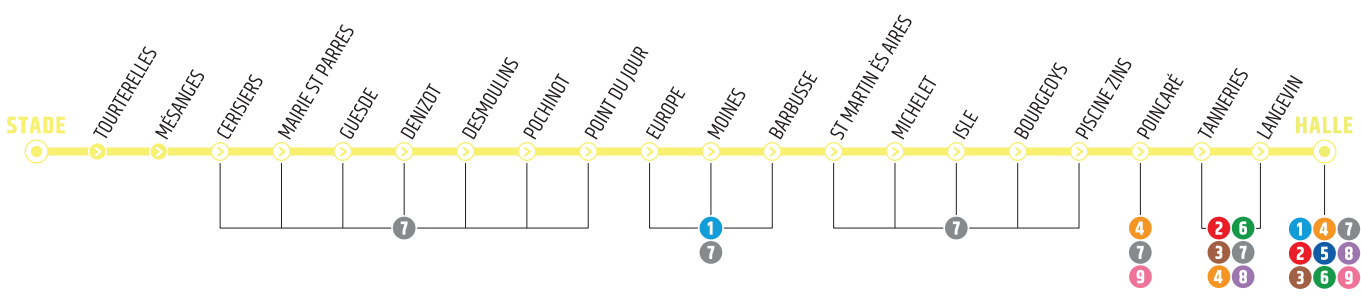 STADE
TOURTERELLES
MÉSANGES
CERISIERS
MAIRIE ST PARRES
GUESDE
DENIZOT
DESMOULINS
POCHINOT
POINT DU JOUR
EUROPE
MOINES
BARBUSSE
ST MARTIN ÈS AIRES
MICHELET
ISLE
BOURGEOYS
PISCINE ZINS
POINCARÉ
TANNERIES
LANGEVIN
HALLE
7
1
7
7
4
7
9
2 6
3 7
4 8
1 4 7
2 5 8
3 6 9